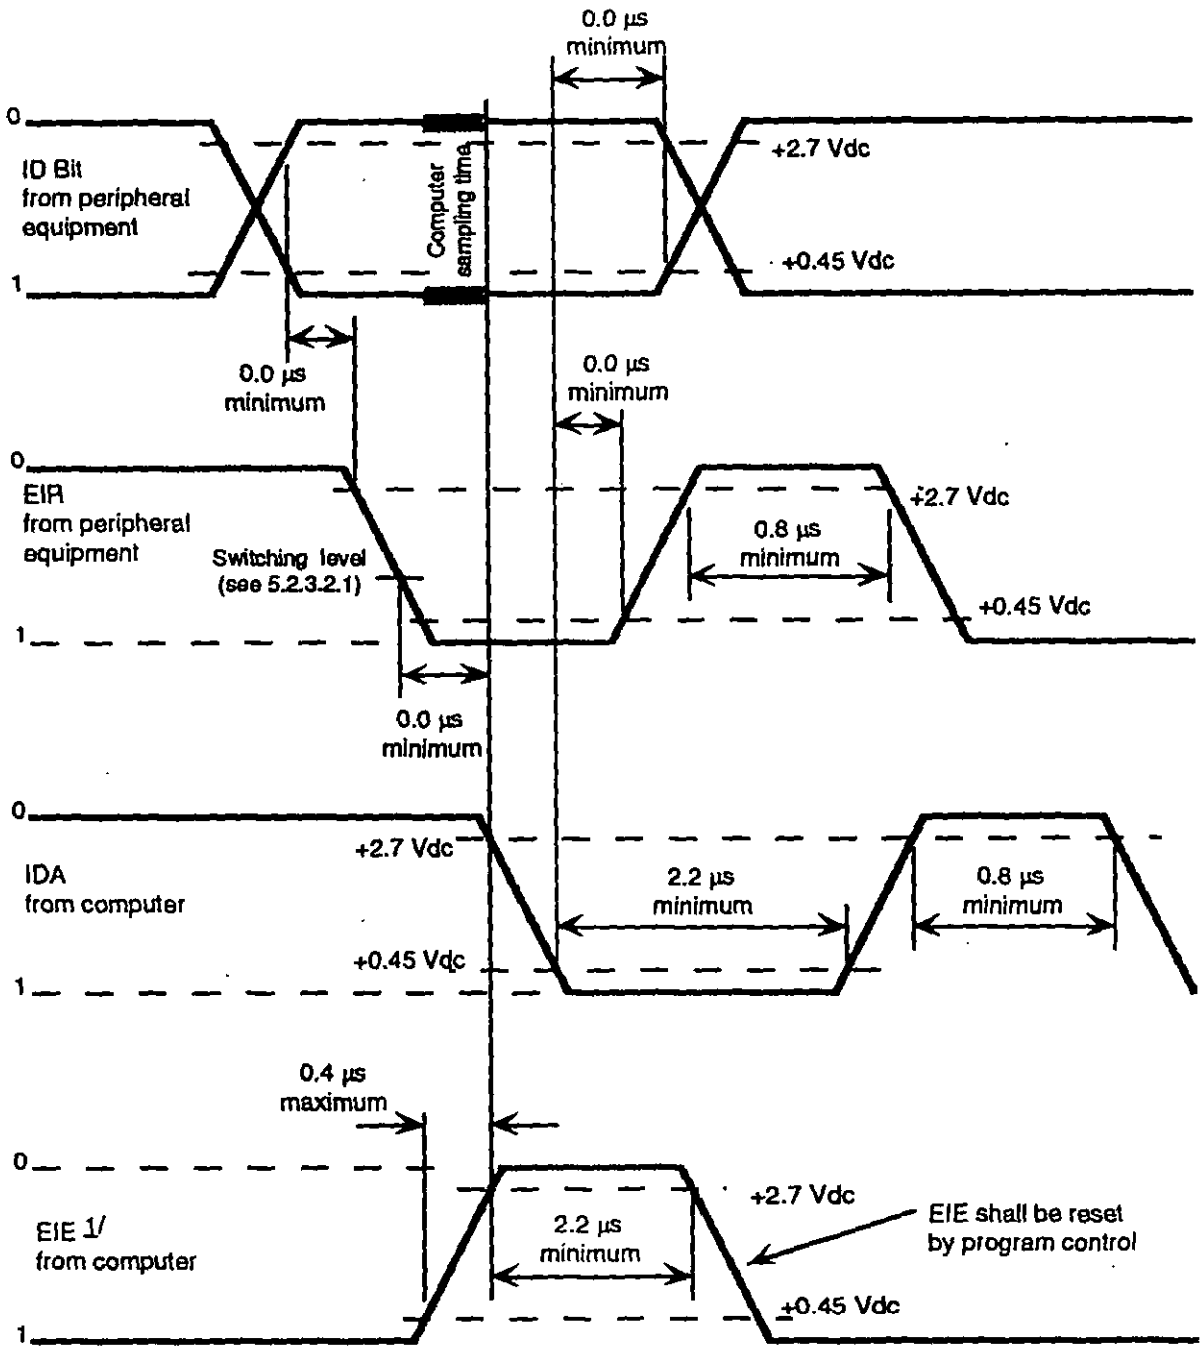 0.0 µs
minimum
0
ID Bit
from peripheral
equipment
1
Computer
sampling time
+2.7 Vdc
+0.45 Vdc
0.0 µs
minimum
0.0 µs
minimum
0
EIR
from peripheral
equipment
Switching level
(see 5.2.3.2.1)
1
+2.7 Vdc
0.8 µs
minimum
+0.45 Vdc
0.0 µs
minimum
0
+2.7 Vdc
IDA
from computer
2.2 µs
minimum
0.8 µs
minimum
+0.45 Vdc
1
0.4 µs
maximum
0
EIE 1/
from computer
+2.7 Vdc
2.2 µs
minimum
EIE shall be reset
by program control
+0.45 Vdc
1